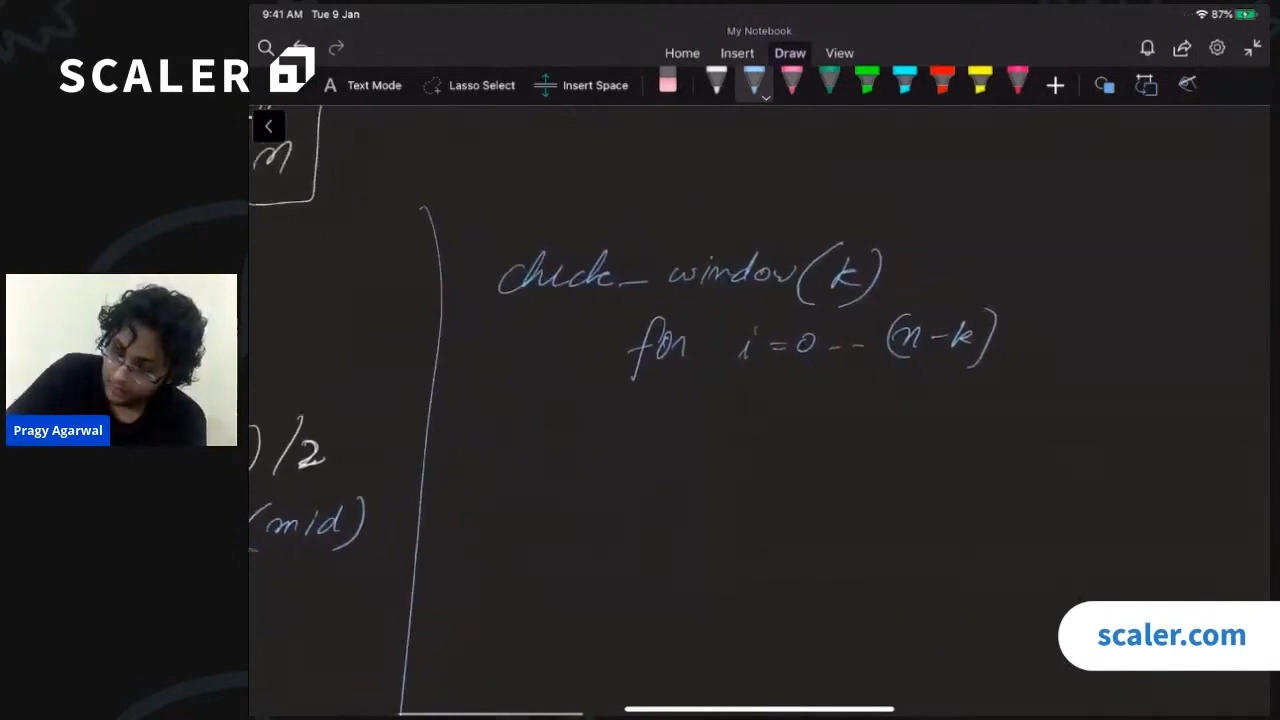 9:41 AM Tue 9 Jan
87%
My Notebook
SCALER
Home Insert Draw View
A Text Mode Lasso Select Insert Space
n
check_window(k)
for i = 0 -- (n-k)
) / 2
Pragy Agarwal
(mid)
scaler.com